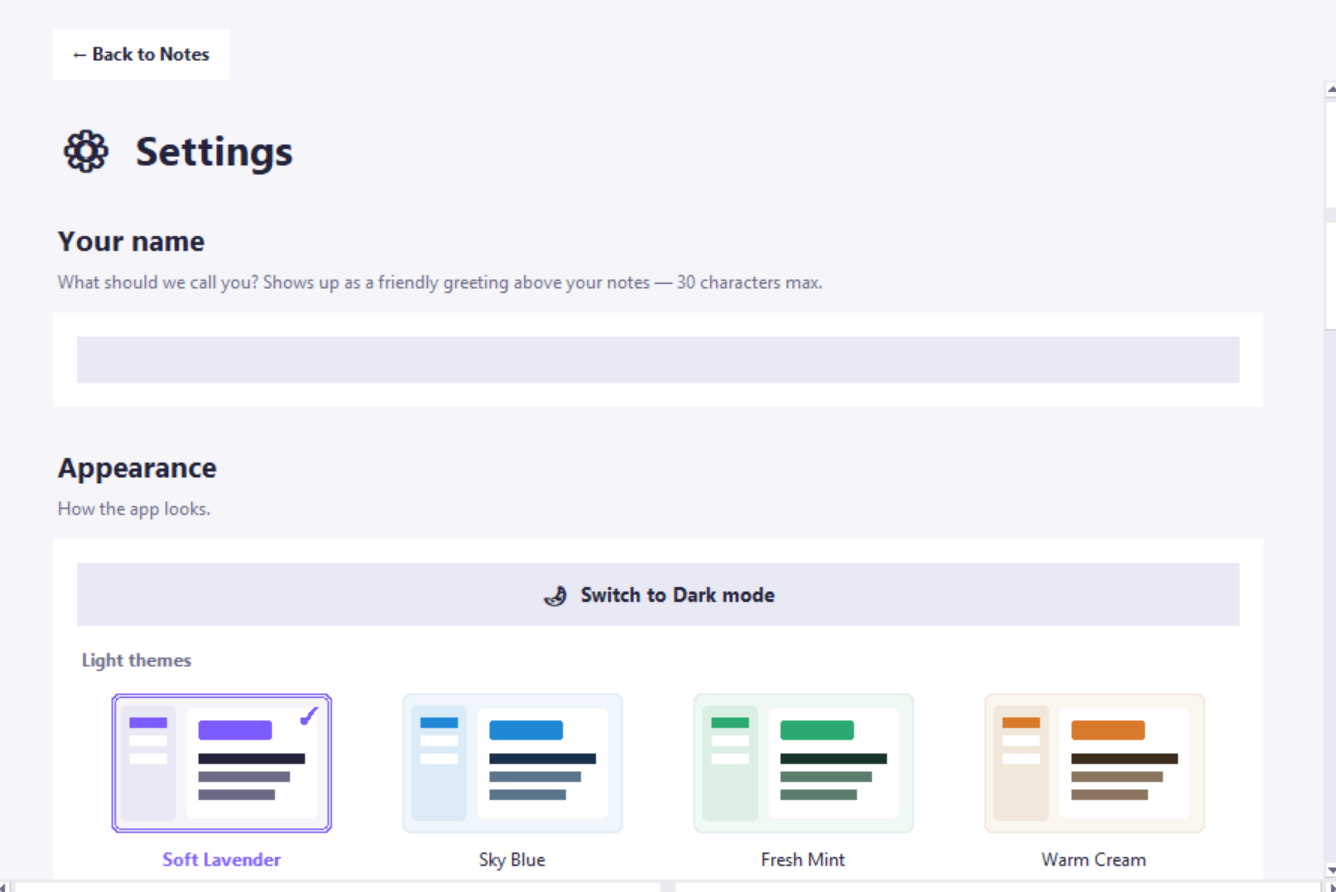 ← Back to Notes
Settings
Your name
What should we call you? Shows up as a friendly greeting above your notes — 30 characters max.
Appearance
How the app looks.
Switch to Dark mode
Light themes
Soft Lavender
Sky Blue
Fresh Mint
Warm Cream